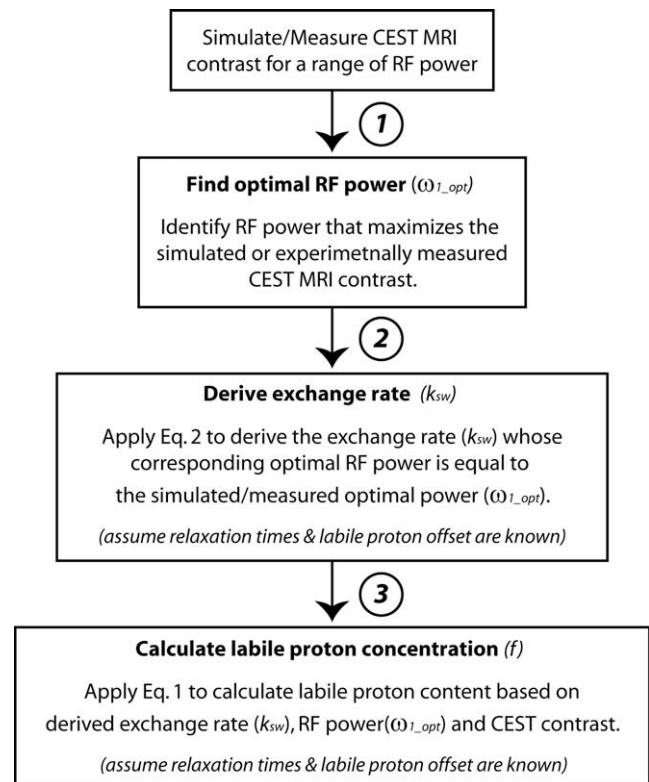 Simulate/Measure CEST MRI
contrast for a range of RF power
1
Find optimal RF power (ω1_opt)
Identify RF power that maximizes the
simulated or experimetnally measured
CEST MRI contrast.
2
Derive exchange rate (ksw)
Apply Eq. 2 to derive the exchange rate (ksw) whose
corresponding optimal RF power is equal to
the simulated/measured optimal power (ω1_opt).
(assume relaxation times & labile proton offset are known)
3
Calculate labile proton concentration (f)
Apply Eq. 1 to calculate labile proton content based on
derived exchange rate (ksw), RF power(ω1_opt) and CEST contrast.
(assume relaxation times & labile proton offset are known)